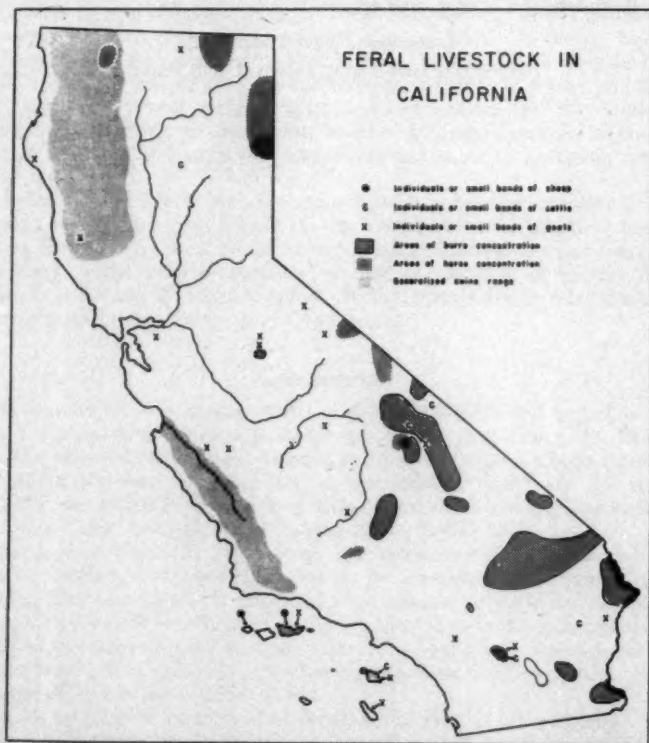 FERAL LIVESTOCK IN
CALIFORNIA
Individuals or small bands of sheep
C Individuals or small bands of cattle
X Individuals or small bands of goats
Areas of burro concentration
Areas of horse concentration
Generalized swine range